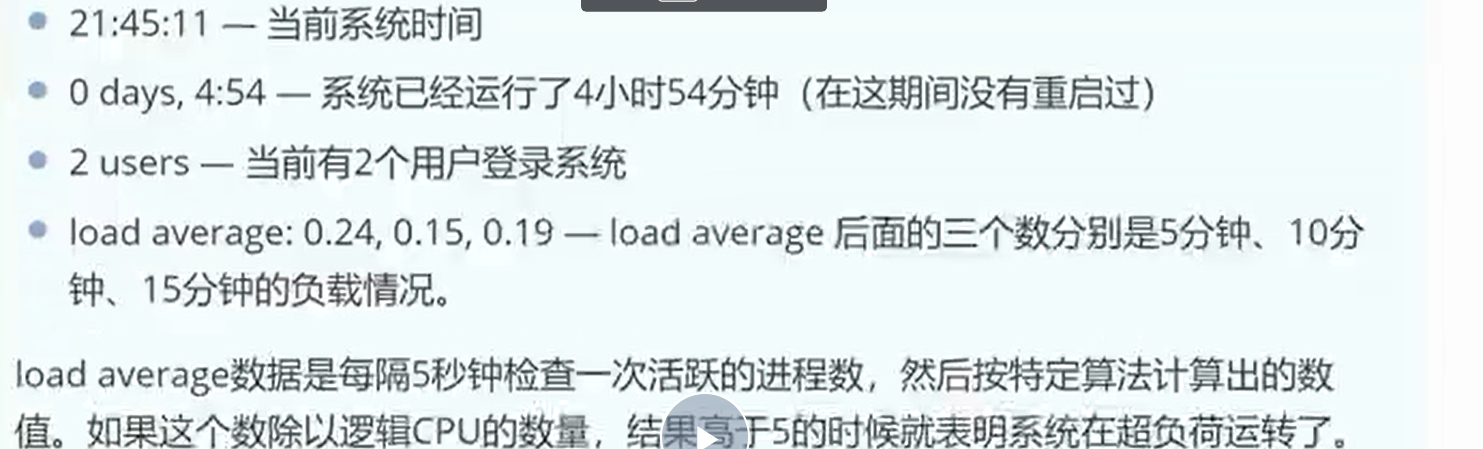 21:45:11 — 当前系统时间
0 days, 4:54 — 系统已经运行了4小时54分钟（在这期间没有重启过）
2 users — 当前有2个用户登录系统
load average: 0.24, 0.15, 0.19 — load average 后面的三个数分别是5分钟、10分
钟、15分钟的负载情况。
load average数据是每隔5秒钟检查一次活跃的进程数，然后按特定算法计算出的数
值。如果这个数除以逻辑CPU的数量，结果高于5的时候就表明系统在超负荷运转了。